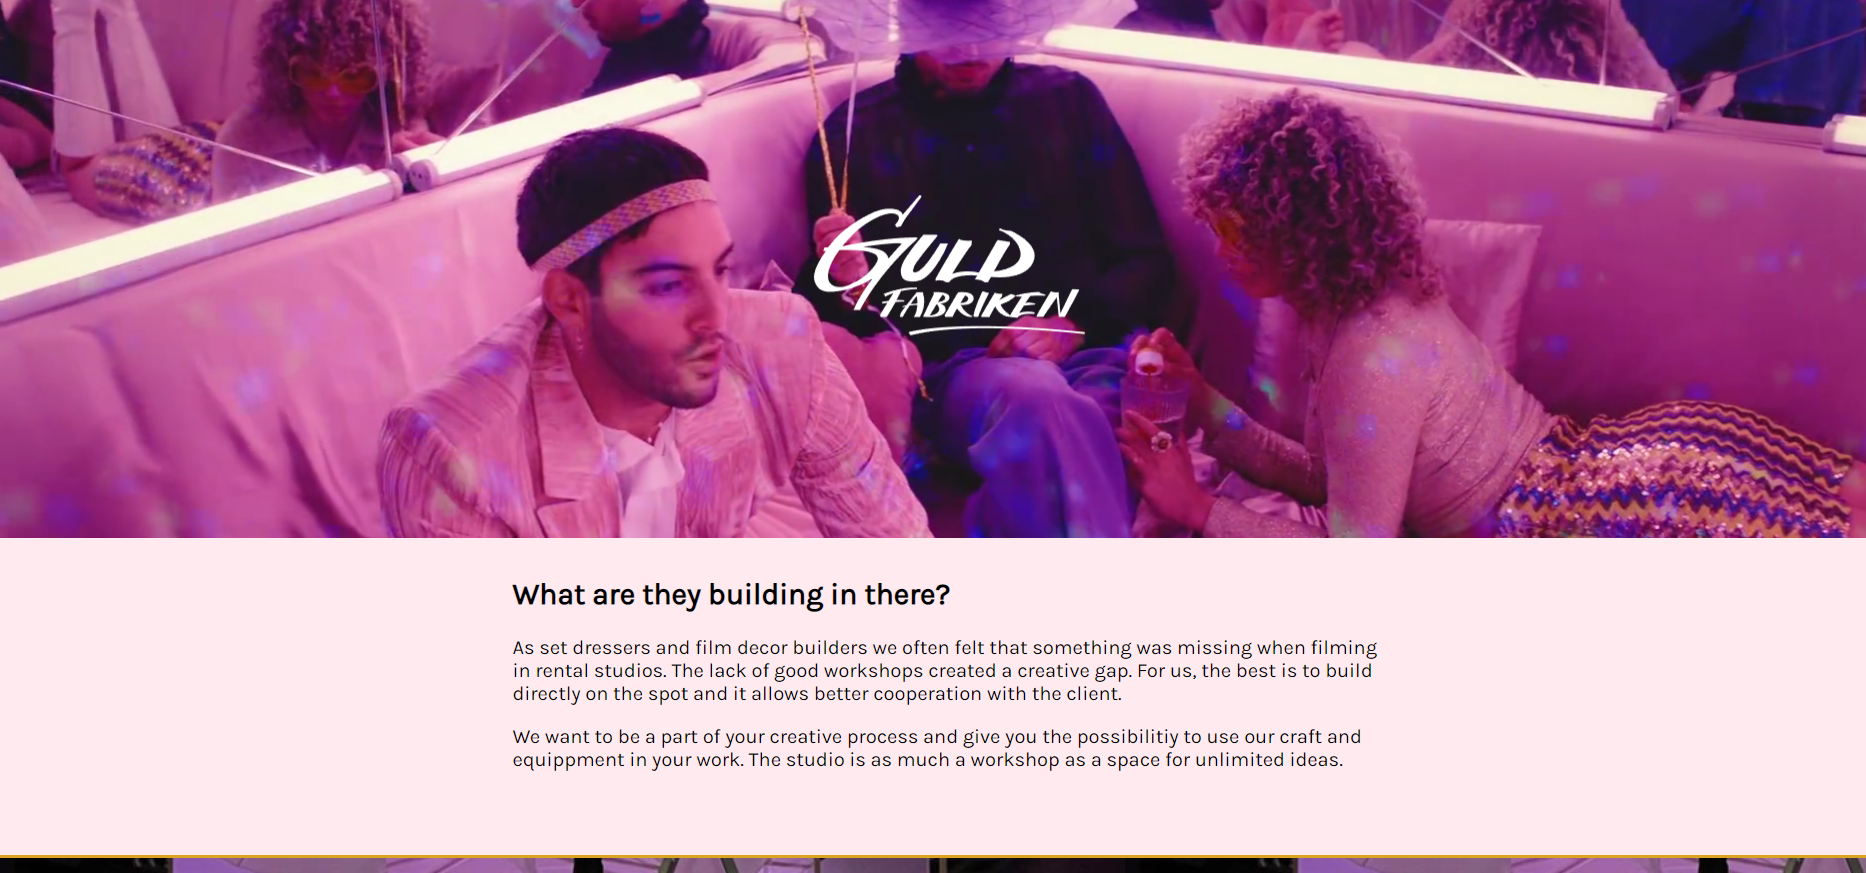 GULD
FABRIKEN
What are they building in there?
As set dressers and film decor builders we often felt that something was missing when filming
in rental studios. The lack of good workshops created a creative gap. For us, the best is to build
directly on the spot and it allows better cooperation with the client.
We want to be a part of your creative process and give you the possibilitiy to use our craft and
equippment in your work. The studio is as much a workshop as a space for unlimited ideas.